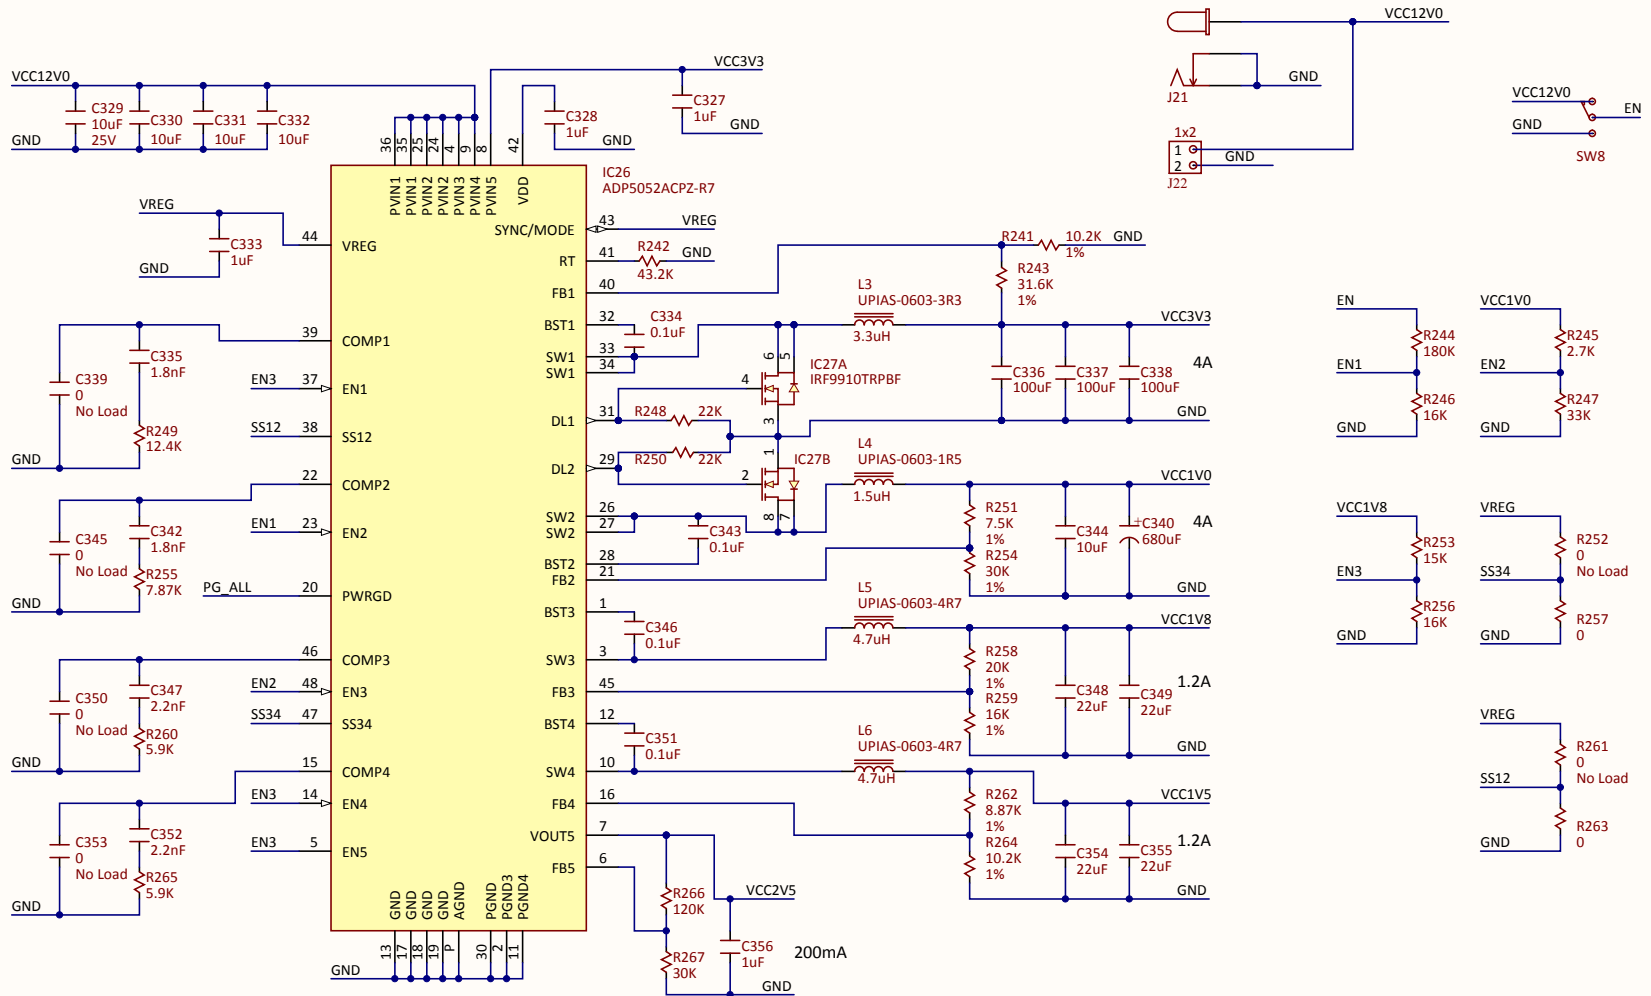 VCC12V0
J21
GND
1x2
1
2
GND
J22
VCC12V0
GND
EN
SW8
VCC12V0
GND
C329
10uF
25V
C330
10uF
C331
10uF
C332
10uF
VCC3V3
C327
1uF
GND
C328
1uF
GND
IC26
ADP5052ACPZ-R7
36
35
25
24
4
9
8
42
PVIN1
PVIN1
PVIN2
PVIN2
PVIN3
PVIN4
PVIN5
VDD
VREG
C333
1uF
GND
44
VREG
C339
0
No Load
C335
1.8nF
R249
12.4K
GND
39
COMP1
EN3
37
EN1
SS12
38
SS12
C345
0
No Load
C342
1.8nF
R255
7.87K
GND
22
COMP2
EN1
23
EN2
PG_ALL
20
PWRGD
C350
0
No Load
C347
2.2nF
R260
5.9K
GND
46
COMP3
EN2
48
EN3
SS34
47
SS34
C353
0
No Load
C352
2.2nF
R265
5.9K
GND
15
COMP4
EN3
14
EN4
EN3
5
EN5
GND
GND
GND
GND
AGND
PGND
PGND3
PGND4
13
17
18
19
P
30
2
11
GND
SYNC/MODE
43
VREG
RT
41
R242
43.2K
GND
FB1
40
BST1
32
C334
0.1uF
SW1
33
SW1
34
DL1
31
R248
22K
DL2
29
R250
22K
SW2
26
SW2
27
C343
0.1uF
BST2
28
FB2
21
BST3
1
C346
0.1uF
SW3
3
FB3
45
BST4
12
C351
0.1uF
SW4
10
FB4
16
VOUT5
7
FB5
6
R266
120K
R267
30K
VCC2V5
C356
1uF
200mA
GND
R241
10.2K
1%
GND
R243
31.6K
1%
L3
UPIAS-0603-3R3
3.3uH
VCC3V3
6
5
4
3
IC27A
IRF9910TRPBF
C336
100uF
C337
100uF
C338
100uF
4A
GND
1
2
8
7
IC27B
L4
UPIAS-0603-1R5
1.5uH
VCC1V0
R251
7.5K
1%
R254
30K
1%
C344
10uF
C340
680uF
4A
GND
L5
UPIAS-0603-4R7
4.7uH
VCC1V8
R258
20K
1%
R259
16K
1%
C348
22uF
C349
22uF
1.2A
GND
L6
UPIAS-0603-4R7
4.7uH
VCC1V5
R262
8.87K
1%
R264
10.2K
1%
C354
22uF
C355
22uF
1.2A
GND
EN
R244
180K
EN1
R246
16K
GND
VCC1V0
R245
2.7K
EN2
R247
33K
GND
VCC1V8
R253
15K
EN3
R256
16K
GND
VREG
R252
0
No Load
SS34
R257
0
GND
VREG
R261
0
No Load
SS12
R263
0
GND